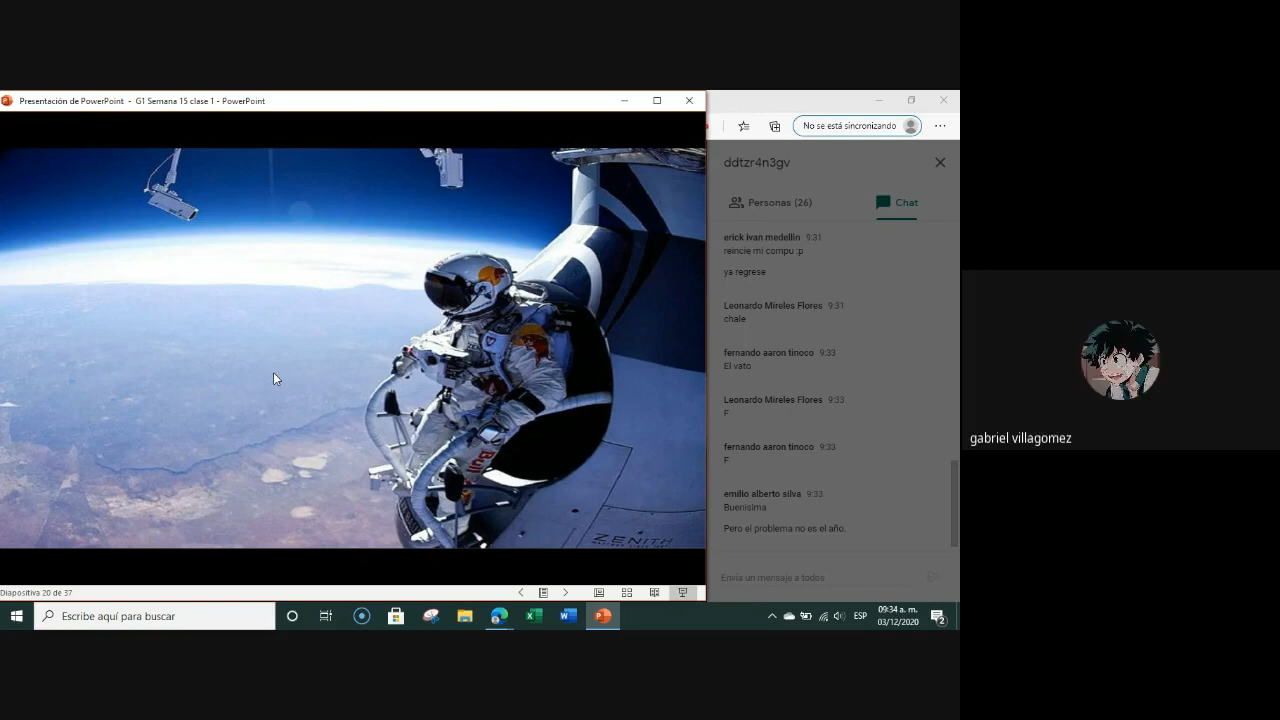 Presentación de PowerPoint - G1 Semana 15 clase 1 - PowerPoint
No se está sincronizando
ddtzr4n3gv
Personas (26)
Chat
erick ivan medellin 9:31
reincie mi compu :p
ya regrese
Leonardo Mireles Flores 9:31
chale
fernando aaron tinoco 9:33
El vato
Leonardo Mireles Flores 9:33
F
fernando aaron tinoco 9:33
F
emilio alberto silva 9:33
Buenisima
Pero el problema no es el año.
Envía un mensaje a todos
Bull
ZENITH
gabriel villagomez
Diapositiva 20 de 37
Escribe aquí para buscar
ESP
09:34 a. m.
03/12/2020
2